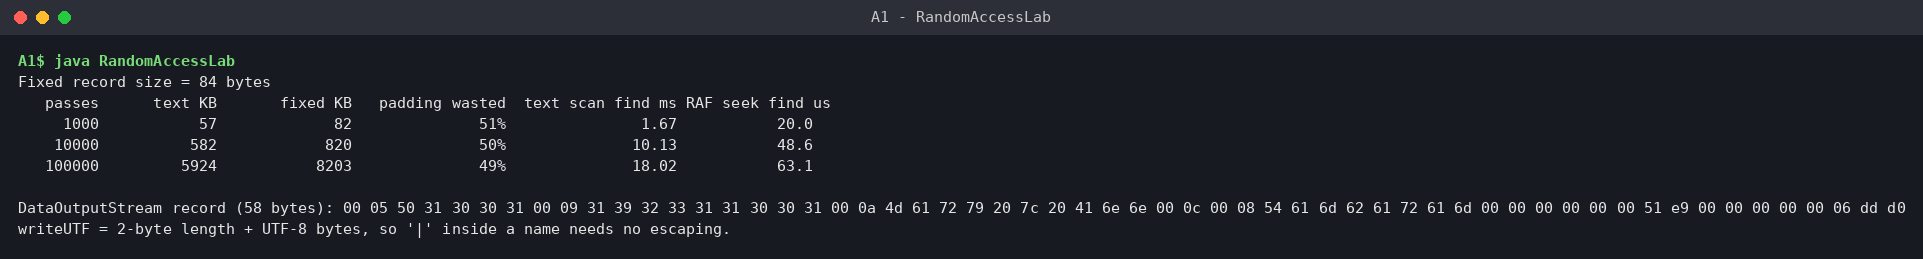 A1 - RandomAccessLab
A1$ java RandomAccessLab
Fixed record size = 84 bytes
   passes      text KB       fixed KB   padding wasted  text scan find ms RAF seek find us
     1000           57             82              51%               1.67           20.0
    10000          582            820              50%              10.13           48.6
   100000         5924           8203              49%              18.02           63.1
DataOutputStream record (58 bytes): 00 05 50 31 30 30 31 00 09 31 39 32 33 31 31 30 30 31 00 0a 4d 61 72 79 20 7c 20 41 6e 6e 00 0c 00 08 54 61 6d 62 61 72 61 6d 00 00 00 00 00 00 51 e9 00 00 00 00 00 06 dd d0
writeUTF = 2-byte length + UTF-8 bytes, so '|' inside a name needs no escaping.